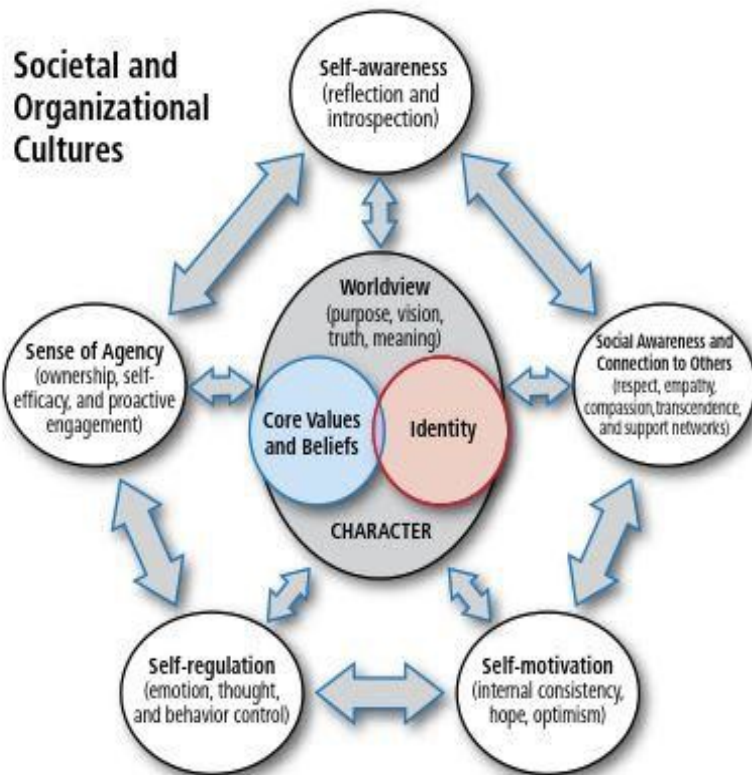 Societal and
Organizational
Cultures
Self-awareness
(reflection and
introspection)
Worldview
(purpose, vision,
truth, meaning)
Sense of Agency
(ownership, self-
efficacy, and proactive
engagement)
Social Awareness and
Connection to Others
(respect, empathy,
compassion,transcendence,
and support networks)
Core Values
and Beliefs
Identity
CHARACTER
Self-regulation
(emotion, thought,
and behavior control)
Self-motivation
(internal consistency,
hope, optimism)